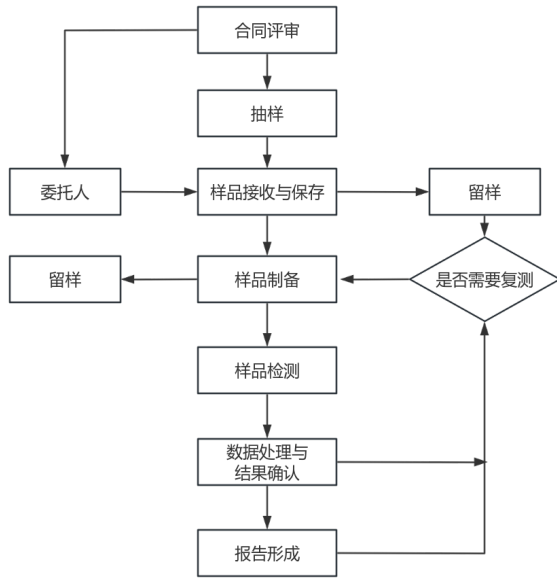 合同评审
抽样
委托人
样品接收与保存
留样
留样
样品制备
是否需要复测
样品检测
数据处理与
结果确认
报告形成